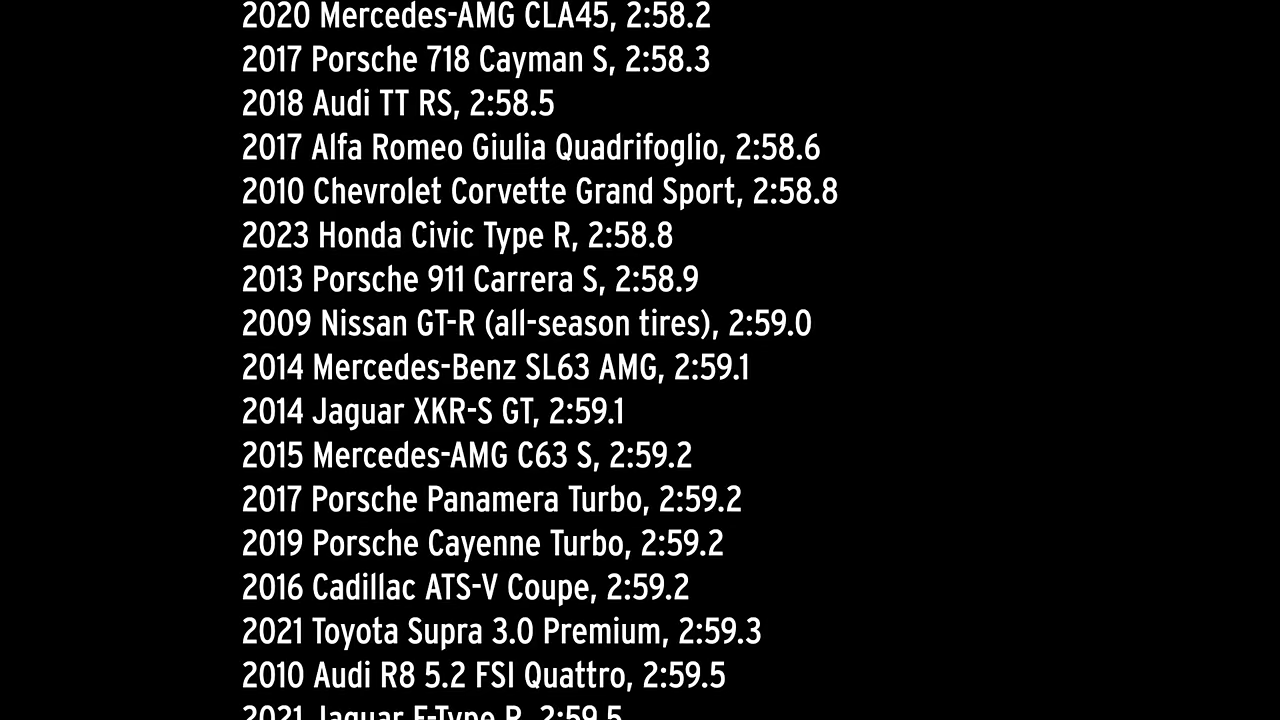 2020 Mercedes-AMG CLA45, 2:58.2
2017 Porsche 718 Cayman S, 2:58.3
2018 Audi TT RS, 2:58.5
2017 Alfa Romeo Giulia Quadrifoglio, 2:58.6
2010 Chevrolet Corvette Grand Sport, 2:58.8
2023 Honda Civic Type R, 2:58.8
2013 Porsche 911 Carrera S, 2:58.9
2009 Nissan GT-R (all-season tires), 2:59.0
2014 Mercedes-Benz SL63 AMG, 2:59.1
2014 Jaguar XKR-S GT, 2:59.1
2015 Mercedes-AMG C63 S, 2:59.2
2017 Porsche Panamera Turbo, 2:59.2
2019 Porsche Cayenne Turbo, 2:59.2
2016 Cadillac ATS-V Coupe, 2:59.2
2021 Toyota Supra 3.0 Premium, 2:59.3
2010 Audi R8 5.2 FSI Quattro, 2:59.5
2021 Jaguar F-Type R, 2:59.5